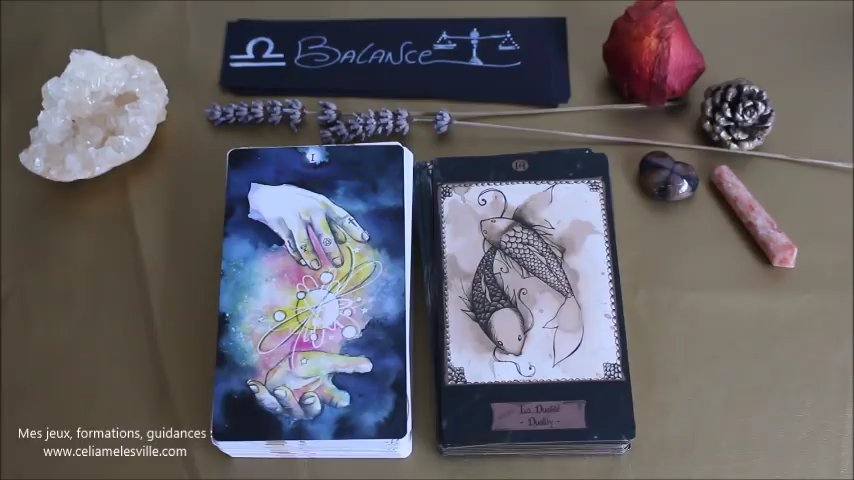 ♎ Balance
I
La Dualité
- Duality -
Mes jeux, formations, guidances
www.celiamelesville.com